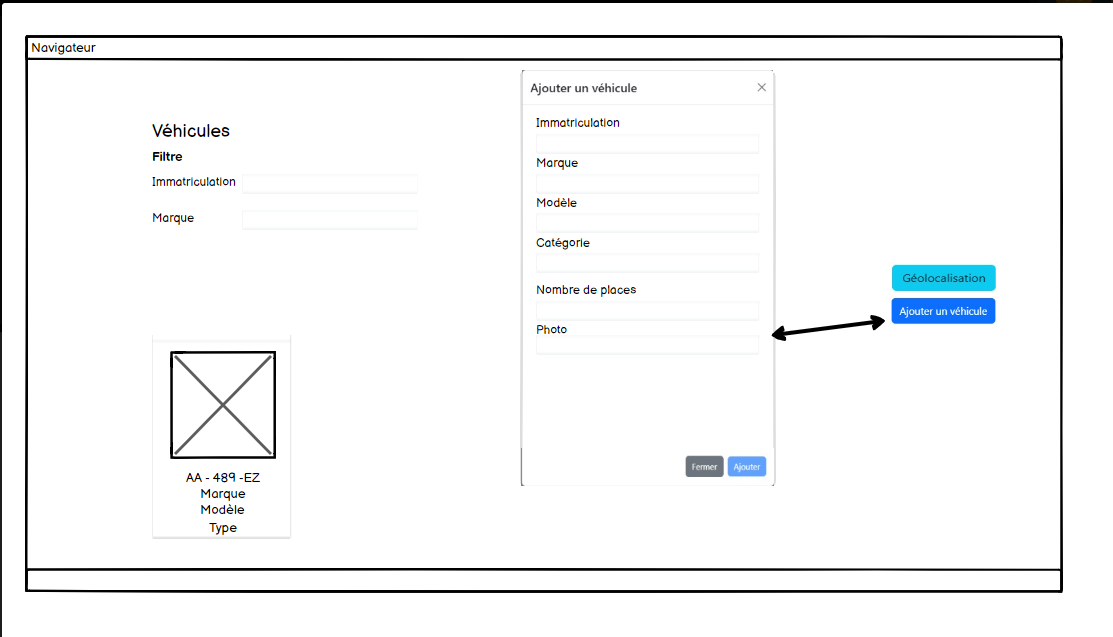 Navigateur
Véhicules
Filtre
Immatriculation
Marque
AA - 489 -EZ
Marque
Modèle
Type
Ajouter un véhicule
Immatriculation
Marque
Modèle
Catégorie
Nombre de places
Photo
Fermer
Ajouter
Géolocalisation
Ajouter un véhicule